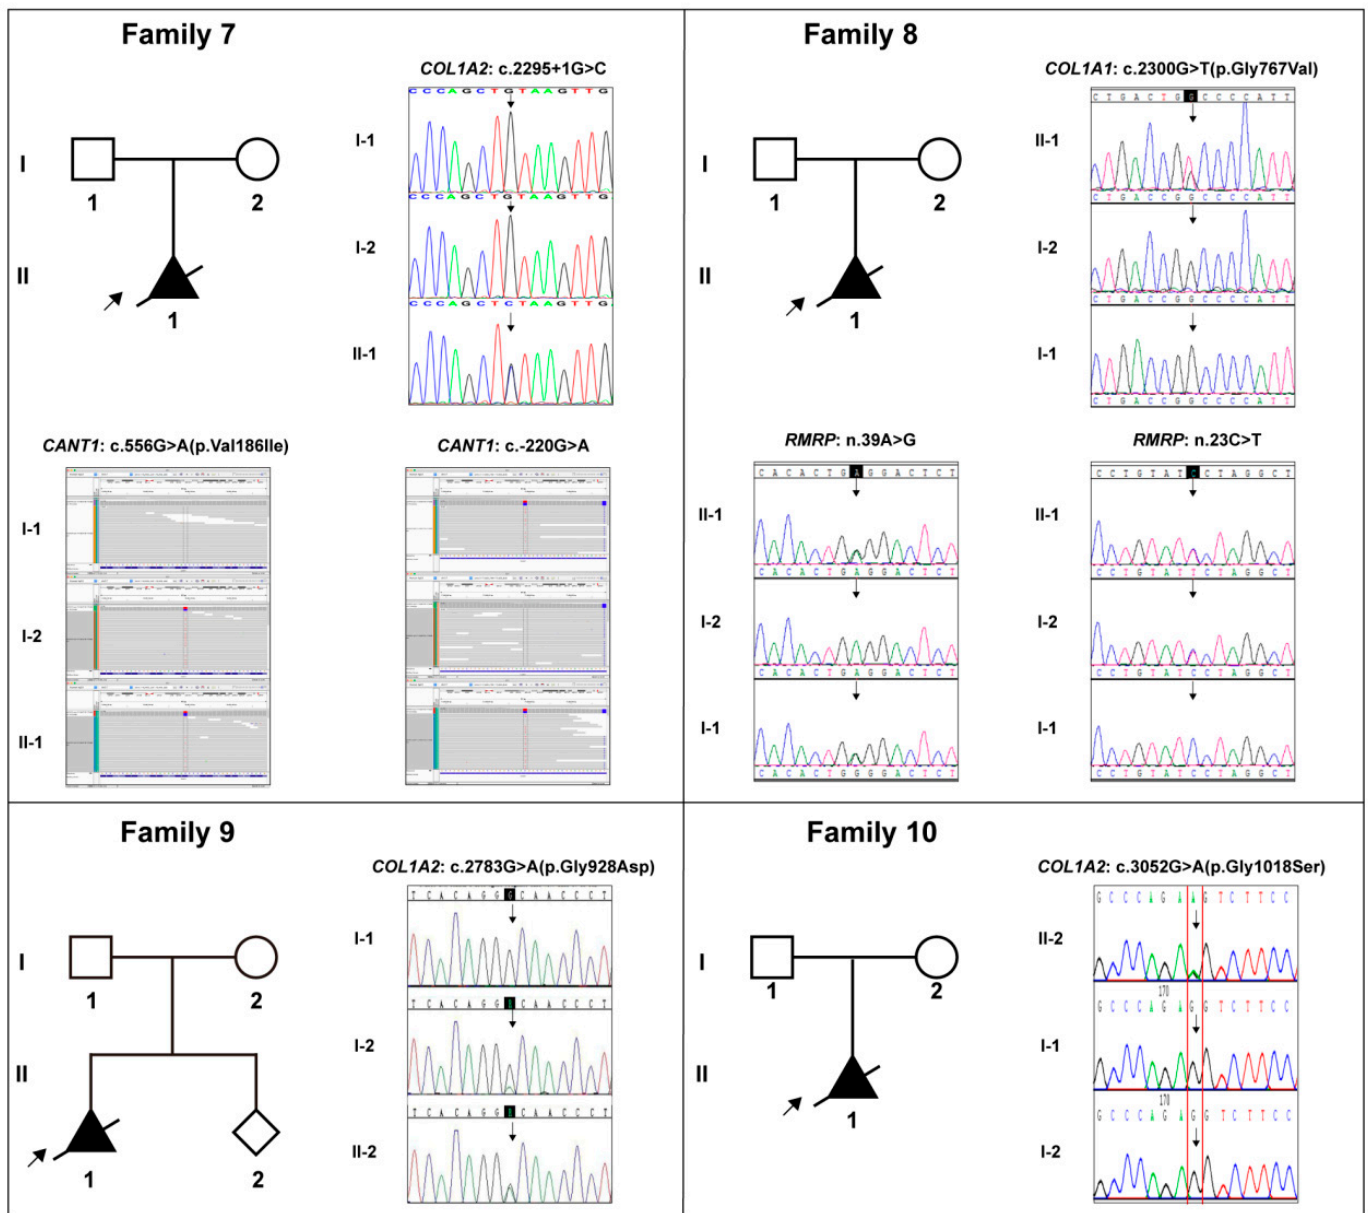 Family 7
COL1A2: c.2295+1G>C
C C C A G C T G T A A G T T G
I-1
C C C A G C T G T A A G T T G
I-2
C C C A G C T C T A A G T T G
II-1
I
1
2
II
1
CANT1: c.556G>A(p.Val186Ile)
CANT1: c.-220G>A
I-1
I-2
II-1
Family 8
COL1A1: c.2300G>T(p.Gly767Val)
C T G A C T G G C C C C A T T
II-1
C T G A C C G G C C C C A T T
I-2
C T G A C C G G C C C C A T T
I-1
C T G A C C G G C C C C A T T
I
1
2
II
1
RMRP: n.39A>G
C A C A C T G A G G A C T C T
II-1
C A C A C T G A G G A C T C T
I-2
C A C A C T G A G G A C T C T
I-1
C A C A C T G G G G A C T C T
RMRP: n.23C>T
C C T G T A T C C T A G G C T
II-1
C C T G T A T C C T A G G C T
I-2
C C T G T A T C C T A G G C T
I-1
C C T G T A T C C T A G G C T
Family 9
COL1A2: c.2783G>A(p.Gly928Asp)
T C A C A G G G C A A C C C T
I-1
T C A C A G G A C A A C C C T
I-2
T C A C A G G A C A A C C C T
II-2
I
1
2
II
1
2
Family 10
COL1A2: c.3052G>A(p.Gly1018Ser)
G C C C A G A A G T C T T C C
II-2
170
G C C C A G A G G T C T T C C
I-1
170
G C C C A G A G G T C T T C C
I-2
I
1
2
II
1